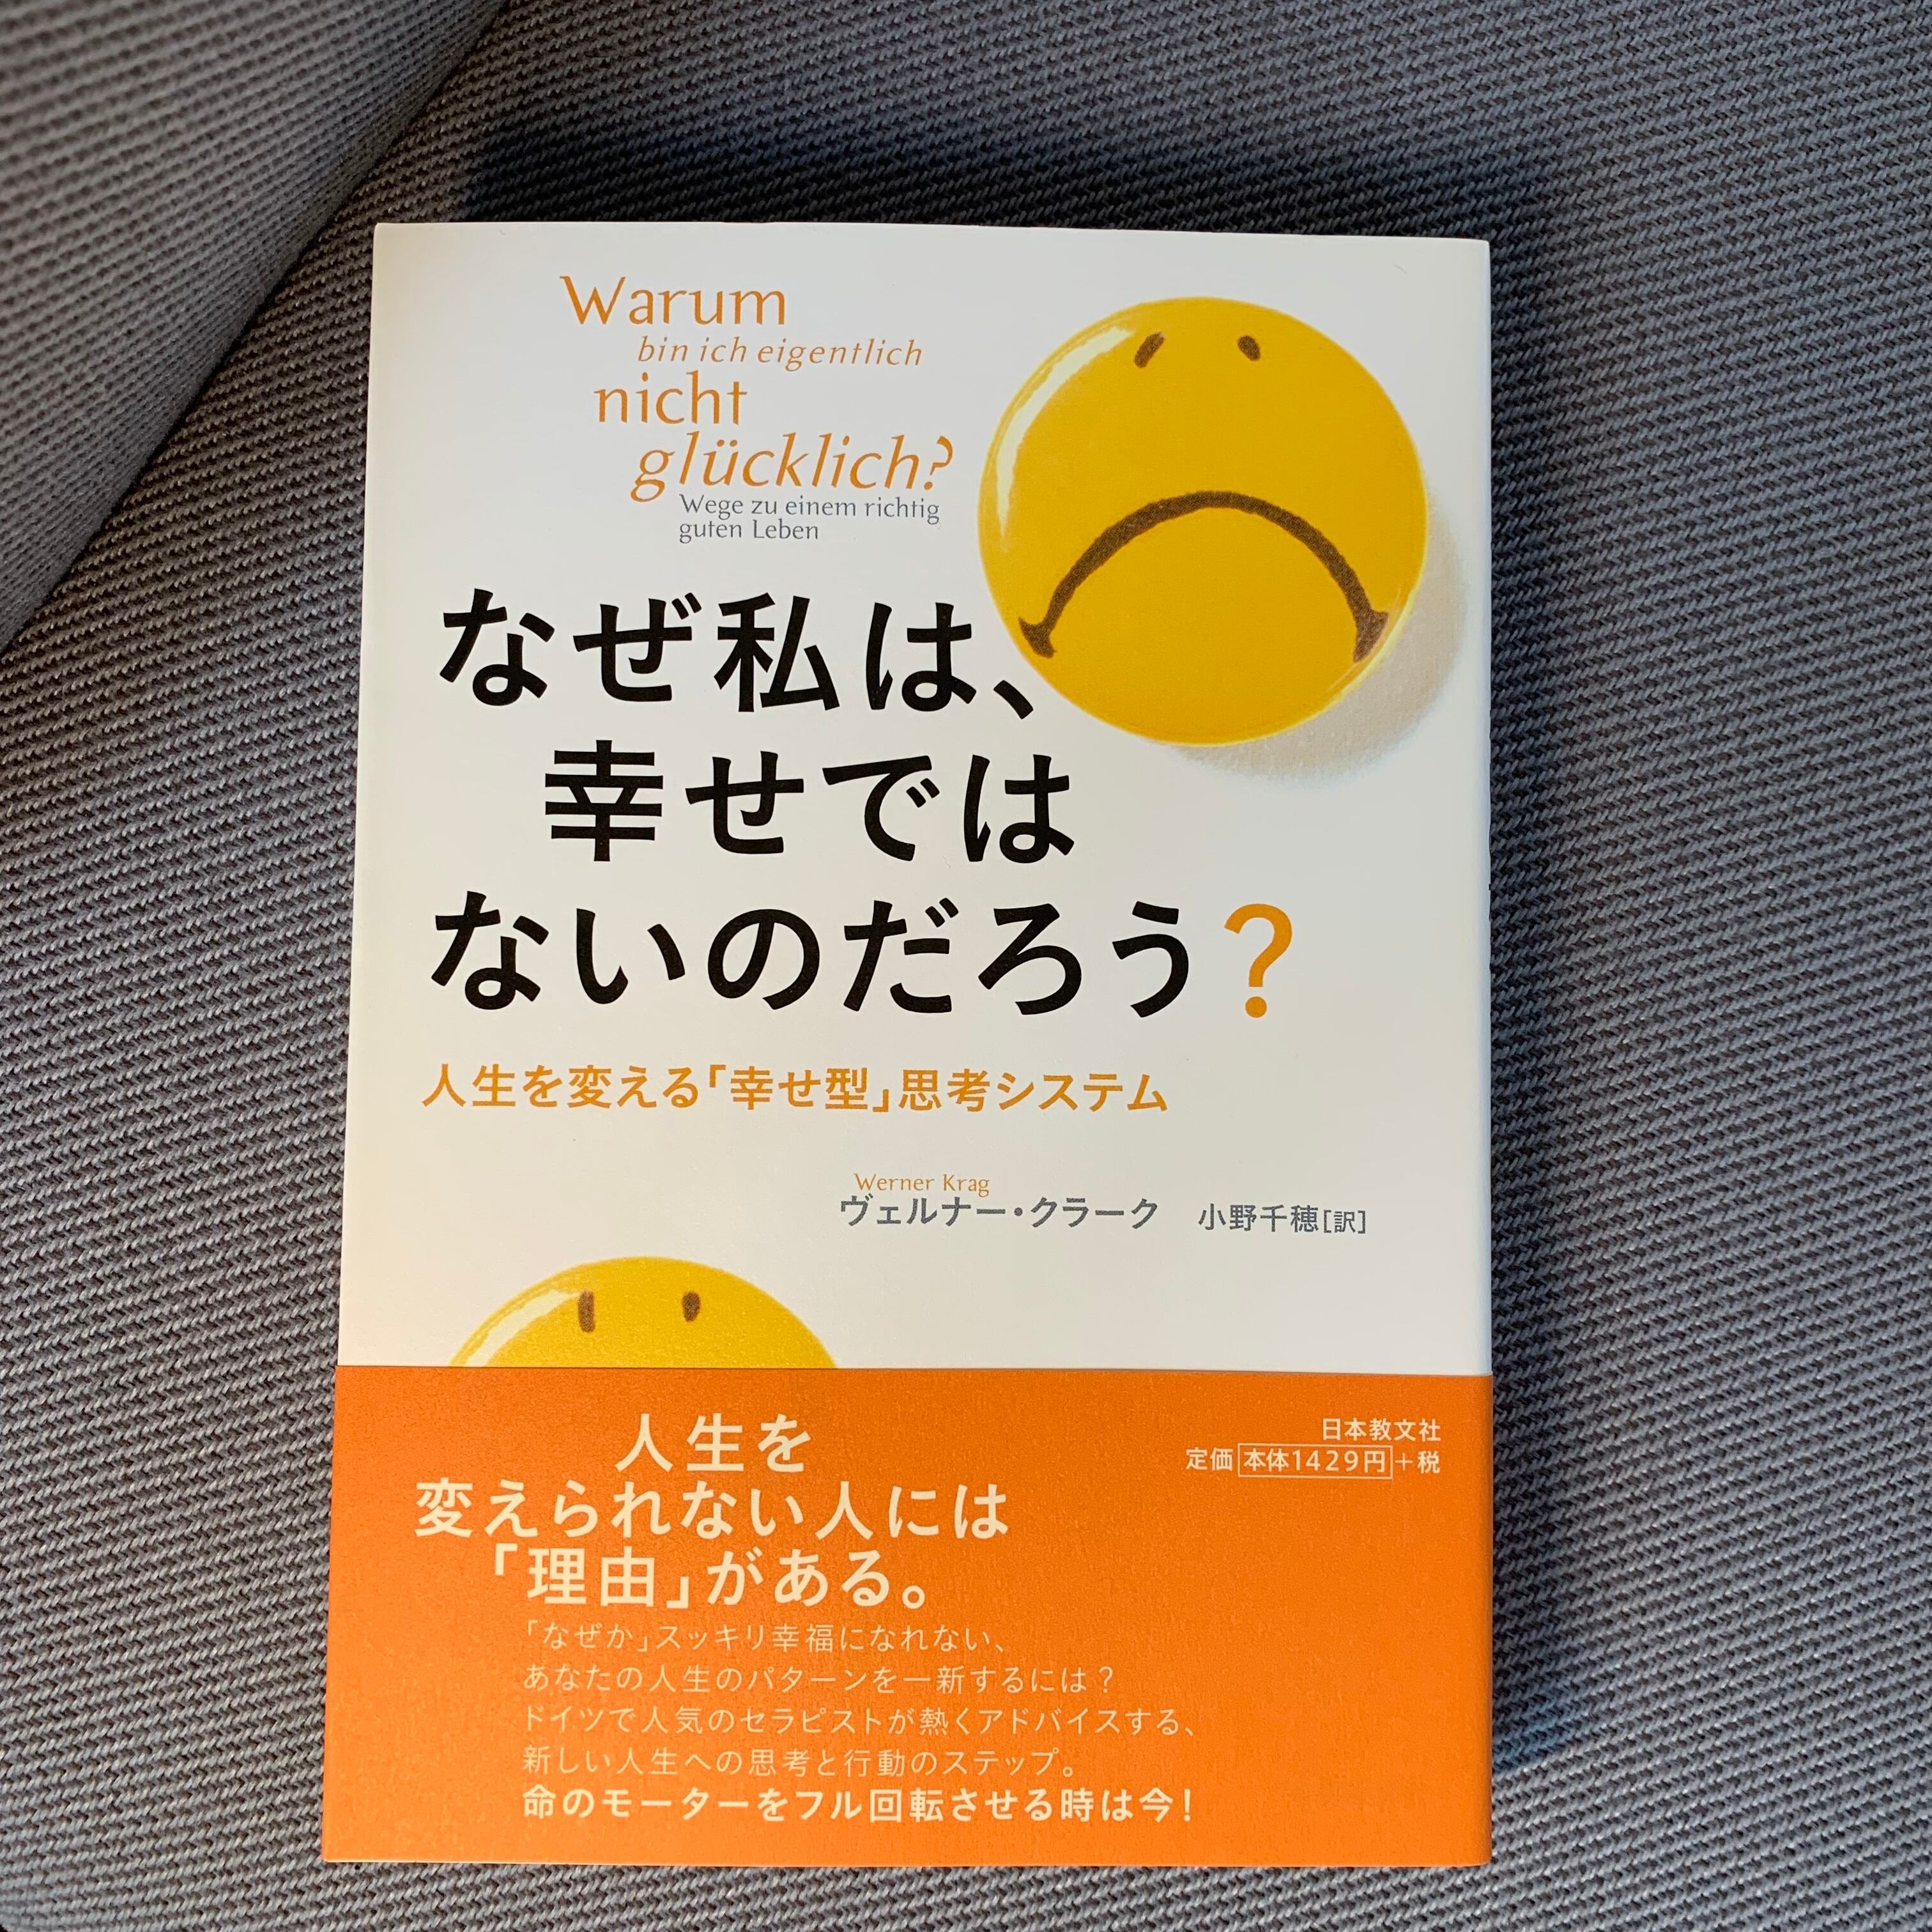 Warum
bin ich eigentlich
nicht
glücklich?
Wege zu einem richtig
guten Leben
なぜ私は、
幸せでは
ないのだろう?
人生を変える「幸せ型」思考システム
Werner Krag
ヴェルナー・クラーク 小野千穂[訳]
人生を
変えられない人には
「理由」がある。
日本教文社
定価 本体1429円+税
「なぜか」スッキリ幸福になれない、
あなたの人生のパターンを一新するには?
ドイツで人気のセラピストが熱くアドバイスする、
新しい人生への思考と行動のステップ。
命のモーターをフル回転させる時は今!